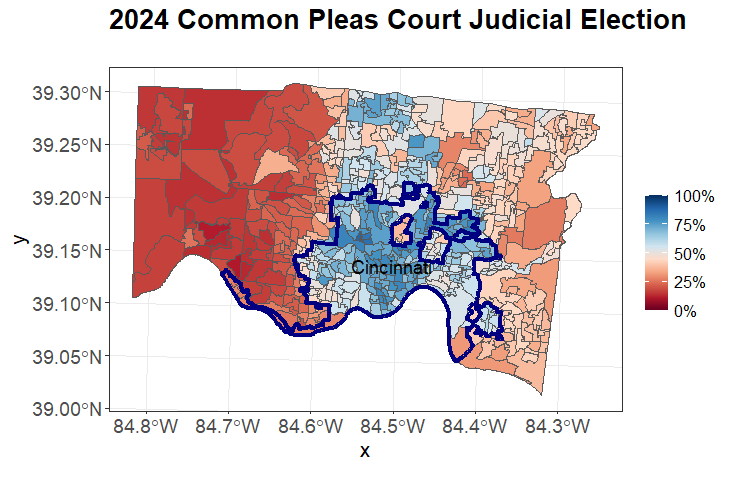 2024 Common Pleas Court Judicial Election
39.30°N
39.25°N
39.20°N
39.15°N
39.10°N
39.05°N
39.00°N
y
Cincinnati
100%
75%
50%
25%
0%
84.8°W 84.7°W 84.6°W 84.5°W 84.4°W 84.3°W
x